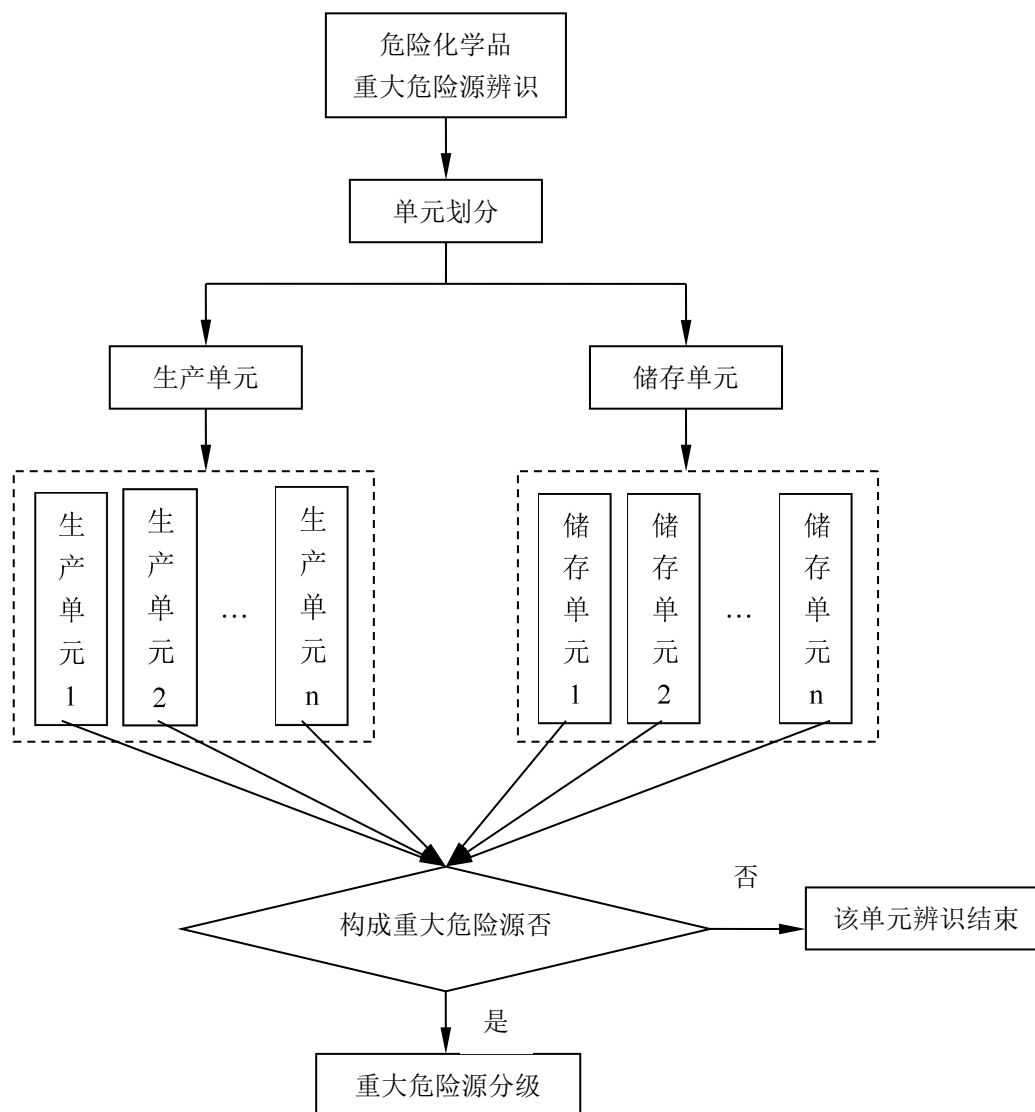 危险化学品
重大危险源辨识
单元划分
生产单元
储存单元
生产单元1
生产单元2
…
生产单元n
储存单元1
储存单元2
…
储存单元n
构成重大危险源否
否
该单元辨识结束
是
重大危险源分级